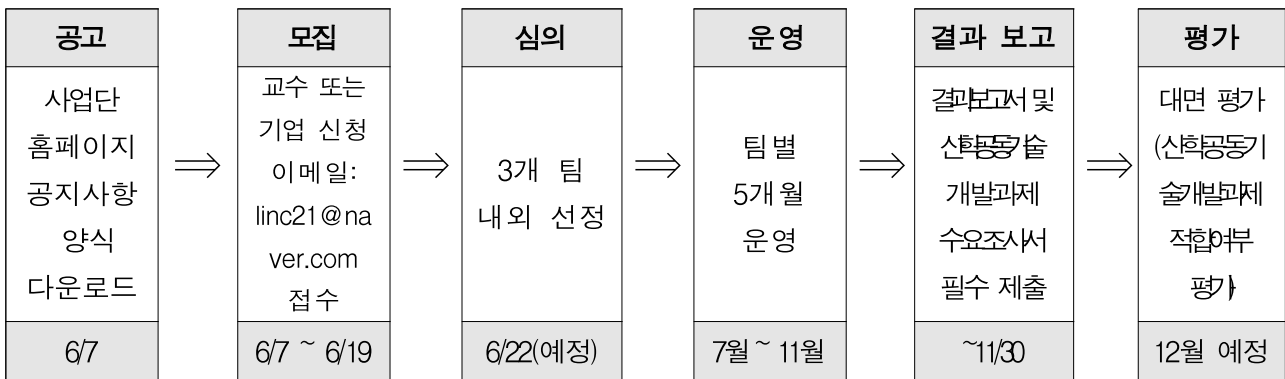 공고
사업단
홈페이지
공지사항
양식
다운로드
6/7
⇒
모집
교수 또는
기업 신청
이메일:
linc21@na
ver.com
접수
6/7 ~ 6/19
⇒
심의
3개 팀
내외 선정
6/22(예정)
⇒
운영
팀별
5개월
운영
7월 ~ 11월
⇒
결과 보고
결과보고서 및
산학공동기술
개발과제
수요조사서
필수 제출
~11/30
⇒
평가
대면 평가
(산학공동기
술개발과제
적합여부
평가)
12월 예정